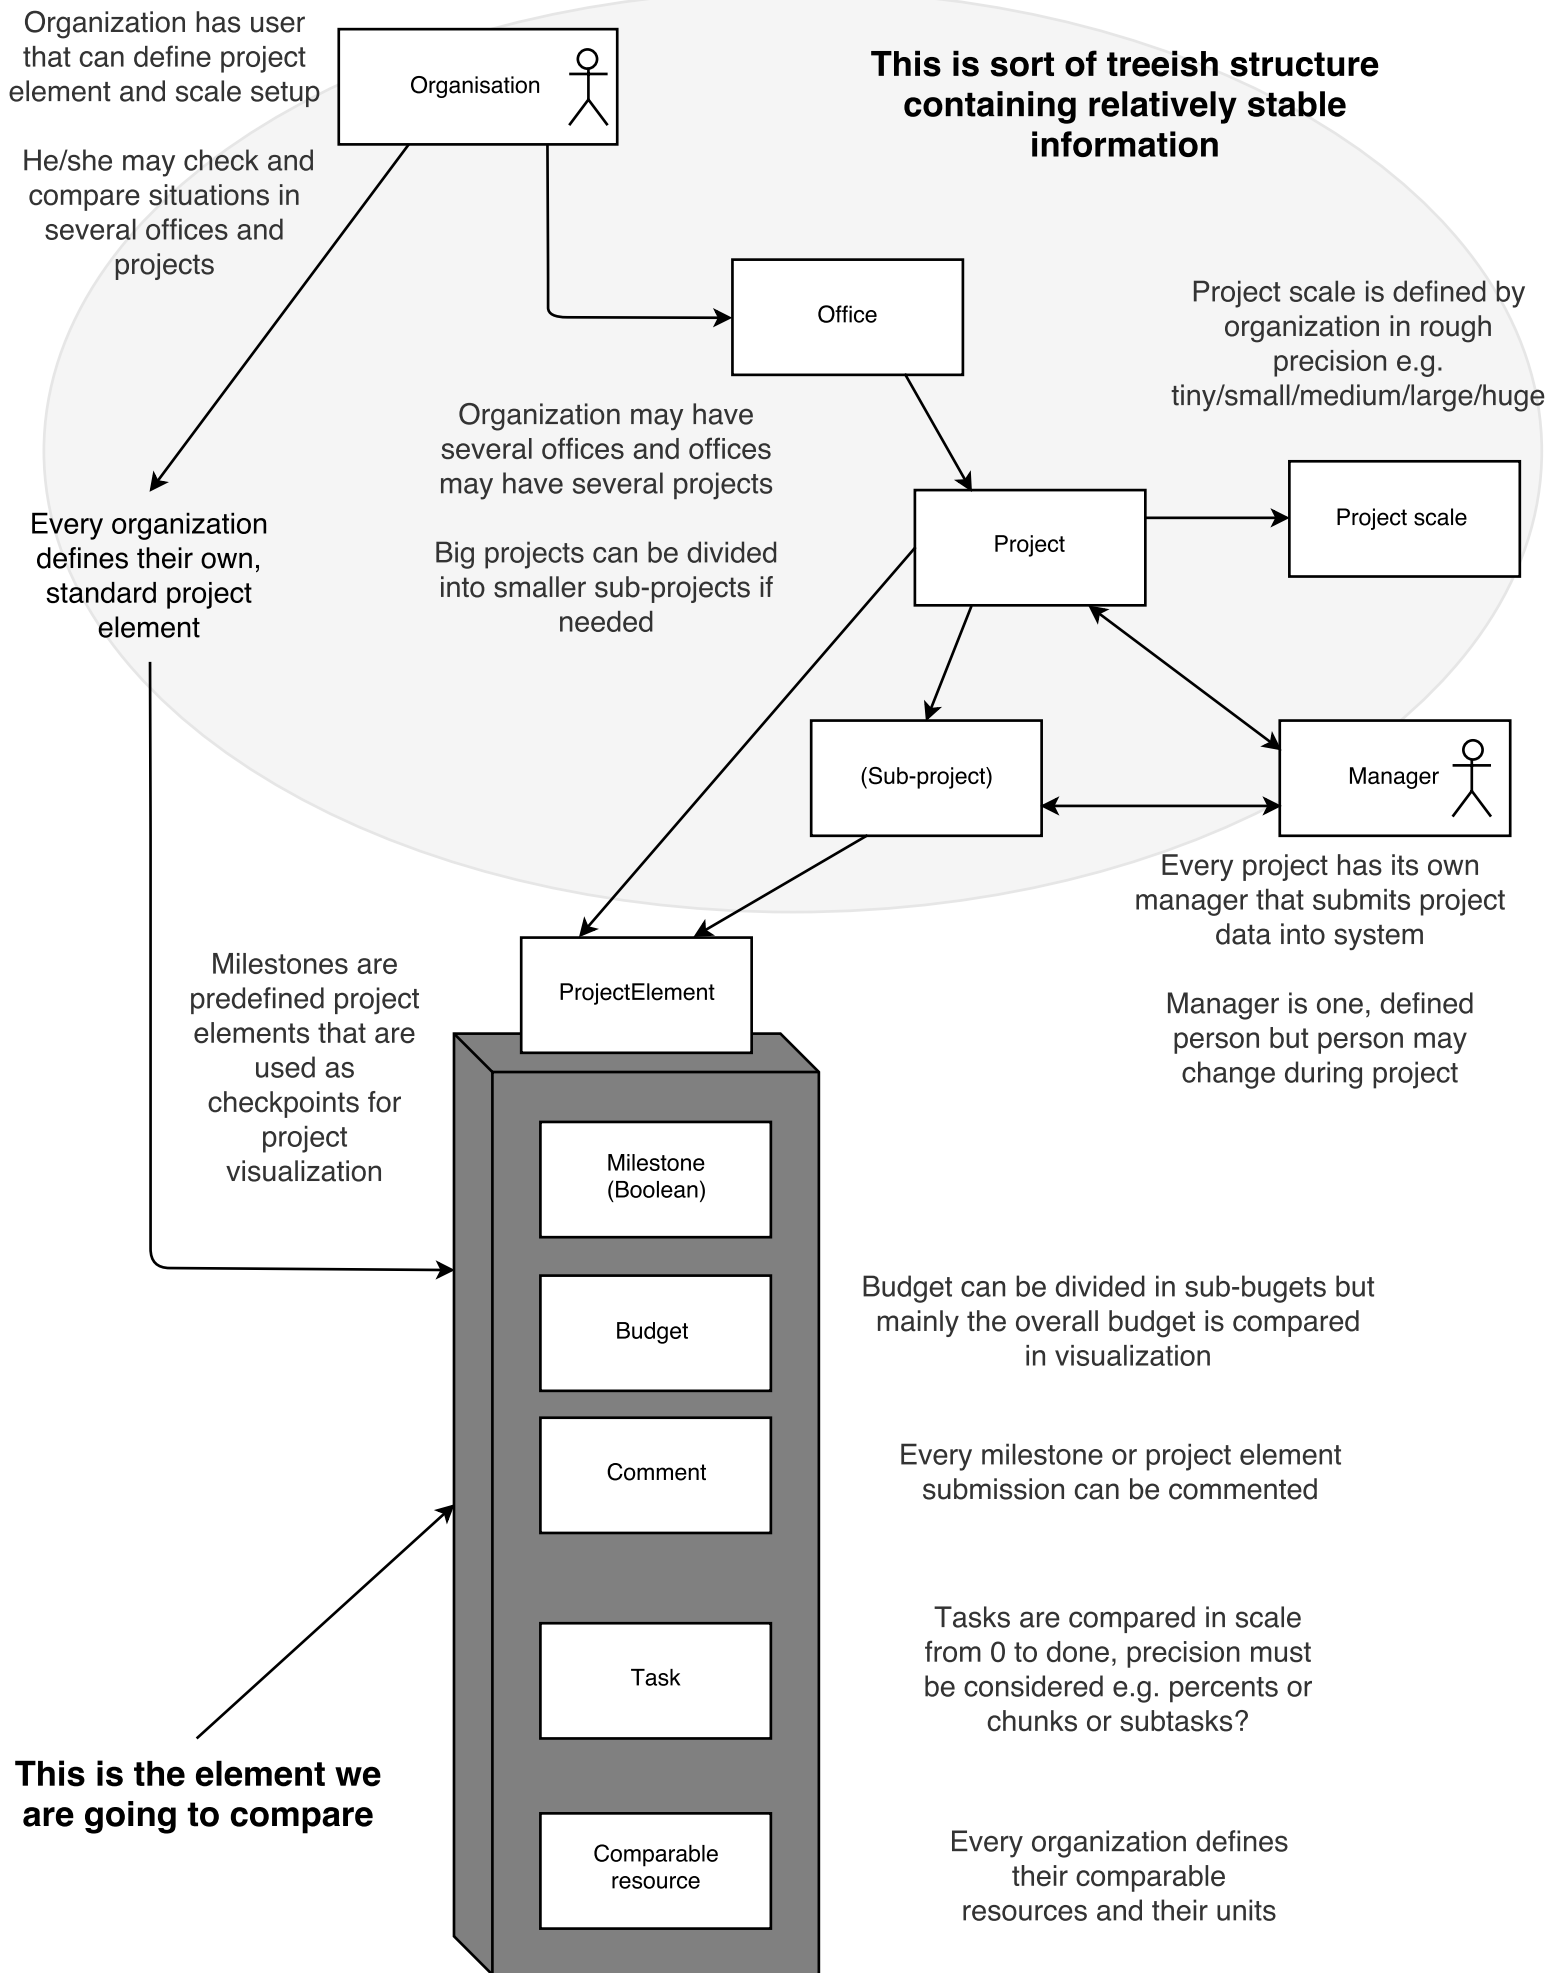 Organization has user
that can define project
element and scale setup
He/she may check and
compare situations in
several offices and
projects
Organisation
This is sort of treeish structure
containing relatively stable
information
Office
Project scale is defined by
organization in rough
precision e.g.
tiny/small/medium/large/huge
Organization may have
several offices and offices
may have several projects
Big projects can be divided
into smaller sub-projects if
needed
Every organization
defines their own,
standard project
element
Project
Project scale
(Sub-project)
Manager
Every project has its own
manager that submits project
data into system
Manager is one, defined
person but person may
change during project
ProjectElement
Milestones are
predefined project
elements that are
used as
checkpoints for
project
visualization
Milestone
(Boolean)
Budget
Budget can be divided in sub-bugets but
mainly the overall budget is compared
in visualization
Comment
Every milestone or project element
submission can be commented
Task
Tasks are compared in scale
from 0 to done, precision must
be considered e.g. percents or
chunks or subtasks?
This is the element we
are going to compare
Comparable
resource
Every organization defines
their comparable
resources and their units